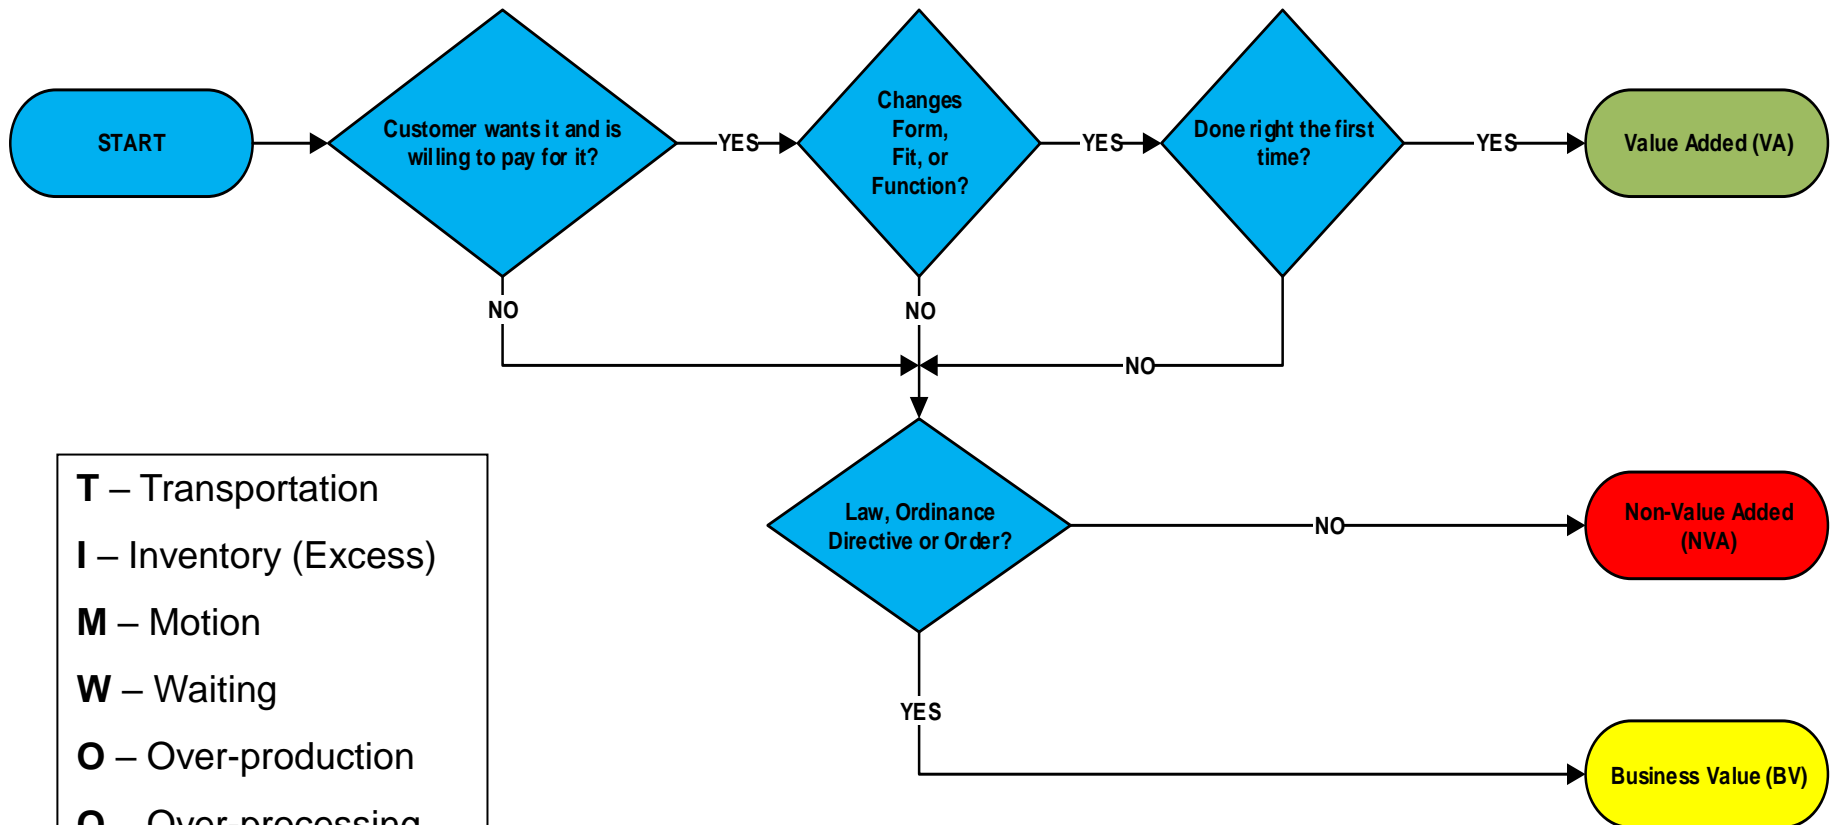 START
Customer wants it and is
willing to pay for it?
YES
Changes
Form,
Fit, or
Function?
YES
Done right the first
time?
YES
Value Added (VA)
NO
NO
NO
Law, Ordinance
Directive or Order?
NO
Non-Value Added
(NVA)
YES
Business Value (BV)
T – Transportation
I – Inventory (Excess)
M – Motion
W – Waiting
O – Over-production
O – Over-processing